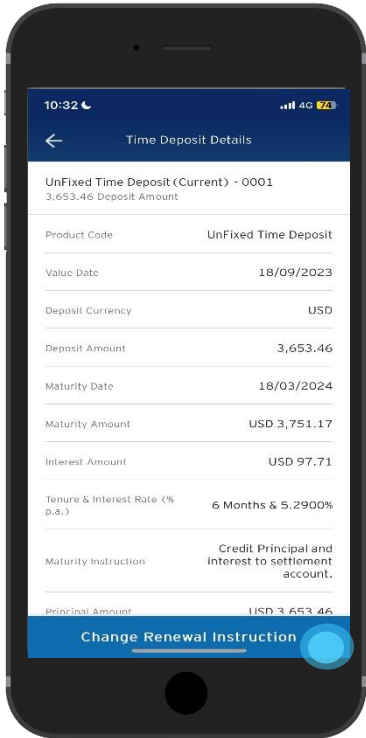 10:32 4G 74
Time Deposit Details
UnFixed Time Deposit (Current) - 0001
3,653.46 Deposit Amount
Product Code UnFixed Time Deposit
Value Date 18/09/2023
Deposit Currency USD
Deposit Amount 3,653.46
Maturity Date 18/03/2024
Maturity Amount USD 3,751.17
Interest Amount USD 97.71
Tenure & Interest Rate (%
p.a.) 6 Months & 5.2900%
Credit Principal and
Maturity Instruction interest to settlement
account.
Principal Amount USD 3,653.46
Change Renewal Instruction